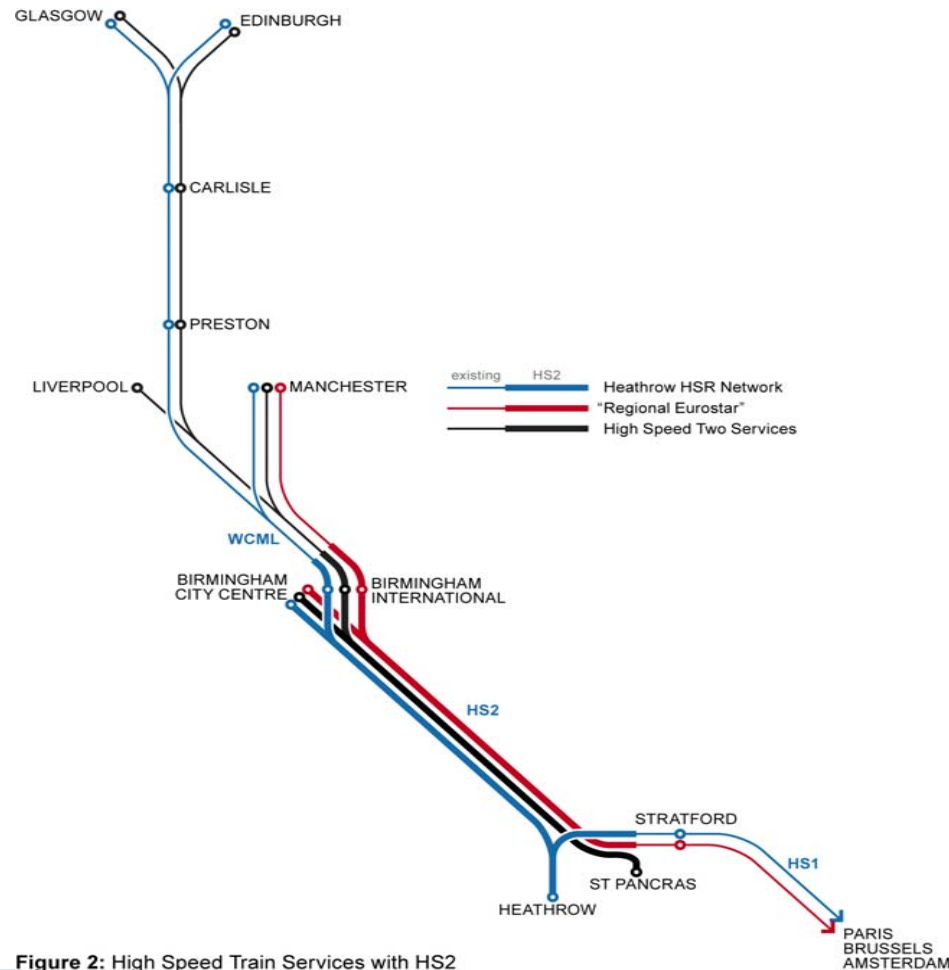 GLASGOW
EDINBURGH
CARLISLE
PRESTON
LIVERPOOL
MANCHESTER
existing HS2
Heathrow HSR Network
"Regional Eurostar"
High Speed Two Services
WCML
BIRMINGHAM
CITY CENTRE
BIRMINGHAM
INTERNATIONAL
HS2
STRATFORD
HS1
ST PANCRAS
HEATHROW
PARIS
BRUSSELS
AMSTERDAM
Figure 2: High Speed Train Services with HS2